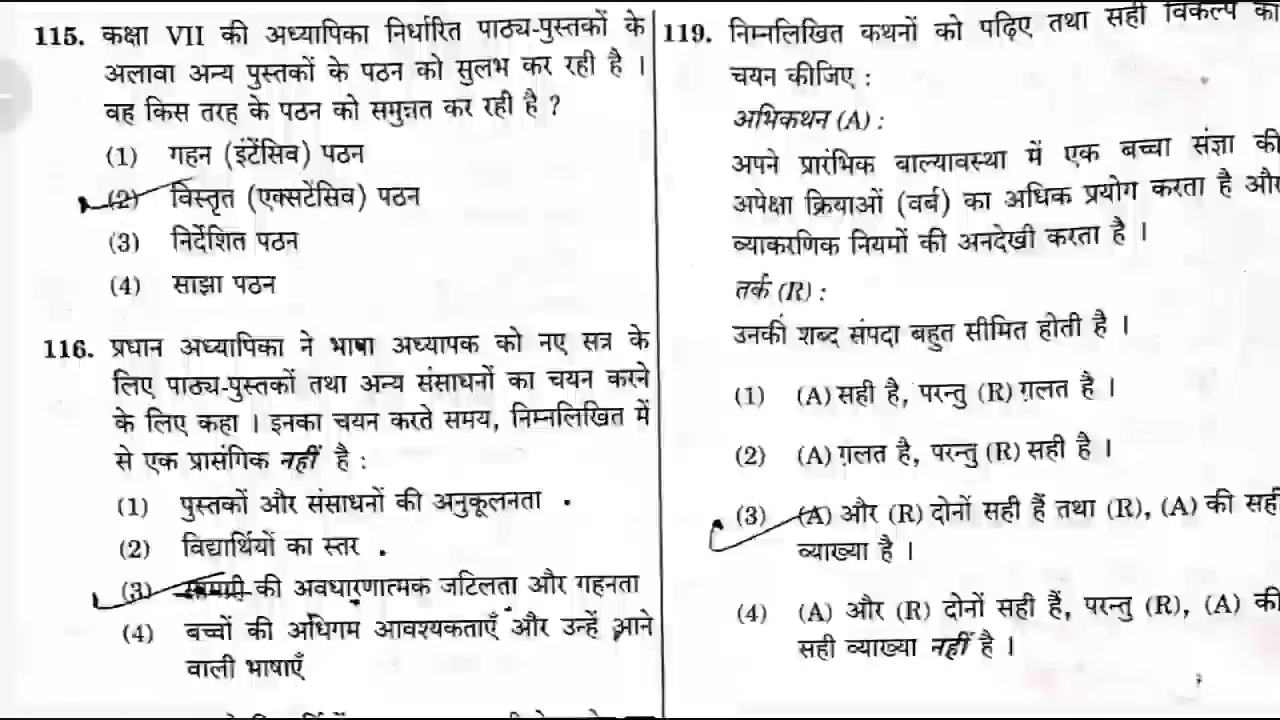 115. कक्षा VII की अध्यापिका निर्धारित पाठ्य-पुस्तकों के
अलावा अन्य पुस्तकों के पठन को सुलभ कर रही है ।
वह किस तरह के पठन को समुन्नत कर रही है ?
(1) गहन (इंटेंसिव) पठन
(2) विस्तृत (एक्सटेंसिव) पठन
(3) निर्देशित पठन
(4) साझा पठन
116. प्रधान अध्यापिका ने भाषा अध्यापक को नए सत्र के
लिए पाठ्य-पुस्तकों तथा अन्य संसाधनों का चयन करने
के लिए कहा । इनका चयन करते समय, निम्नलिखित में
से एक प्रासंगिक नहीं है :
(1) पुस्तकों और संसाधनों की अनुकूलनता
(2) विद्यार्थियों का स्तर
(3) सामग्री की अवधारणात्मक जटिलता और गहनता
(4) बच्चों की अधिगम आवश्यकताएँ और उन्हें आने
वाली भाषाएँ
119. निम्नलिखित कथनों को पढ़िए तथा सही विकल्प का
चयन कीजिए :
अभिकथन (A) :
अपने प्रारंभिक बाल्यावस्था में एक बच्चा संज्ञा की
अपेक्षा क्रियाओं (वर्ब) का अधिक प्रयोग करता है और
व्याकरणिक नियमों की अनदेखी करता है ।
तर्क (R) :
उनकी शब्द संपदा बहुत सीमित होती है ।
(1) (A) सही है, परन्तु (R) ग़लत है ।
(2) (A) ग़लत है, परन्तु (R) सही है ।
(3) (A) और (R) दोनों सही हैं तथा (R), (A) की सही
व्याख्या है ।
(4) (A) और (R) दोनों सही हैं, परन्तु (R), (A) की
सही व्याख्या नहीं है ।